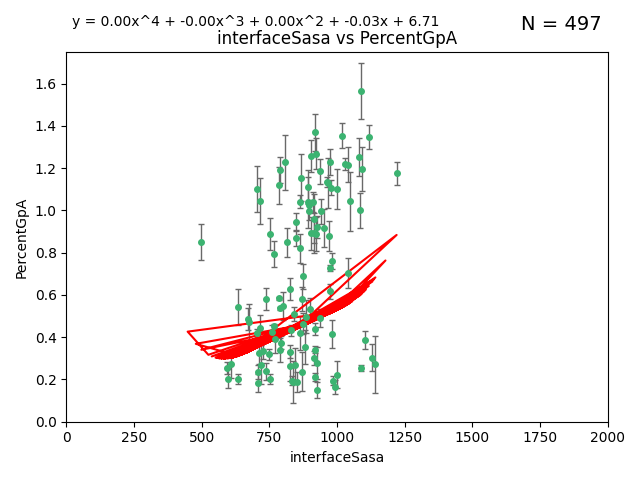 y = 0.00x^4 + -0.00x^3 + 0.00x^2 + -0.03x + 6.71
N = 497
interfaceSasa vs PercentGpA
PercentGpA
1.6
1.4
1.2
1.0
0.8
0.6
0.4
0.2
0.0
0 250 500 750 1000 1250 1500 1750 2000
interfaceSasa